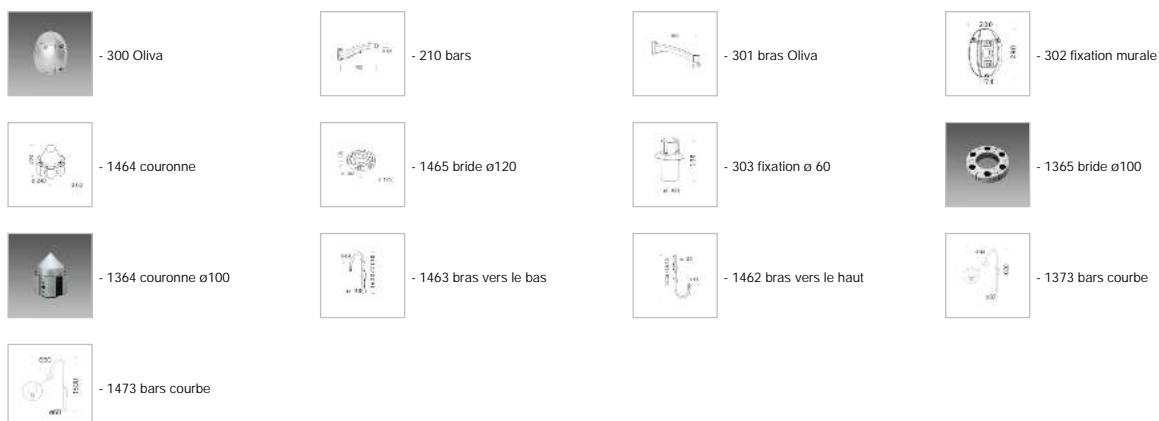 - 300 Oliva
- 210 bars
- 301 bras Oliva
- 302 fixation murale
- 1464 couronne
- 1465 bride ø120
- 303 fixation ø 60
- 1365 bride ø100
- 1364 couronne ø100
- 1463 bras vers le bas
- 1462 bras vers le haut
- 1373 bars courbe
- 1473 bars courbe